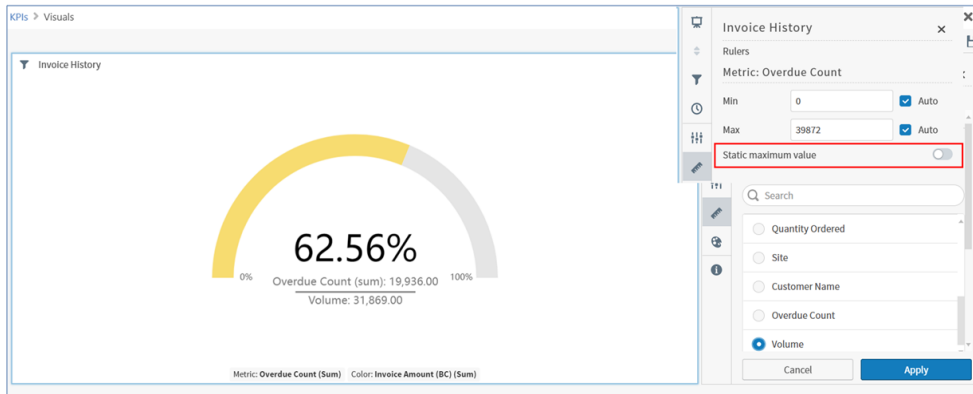 KPIs > Visuals
Invoice History
62.56%
0%
Overdue Count (sum): 19,936.00
100%
Volume: 31,869.00
Metric: Overdue Count (Sum) Color: Invoice Amount (BC) (Sum)
Invoice History
Rulers
Metric: Overdue Count
Min 0 Auto
Max 39872 Auto
Static maximum value
Search
Quantity Ordered
Site
Customer Name
Overdue Count
Volume
Cancel Apply